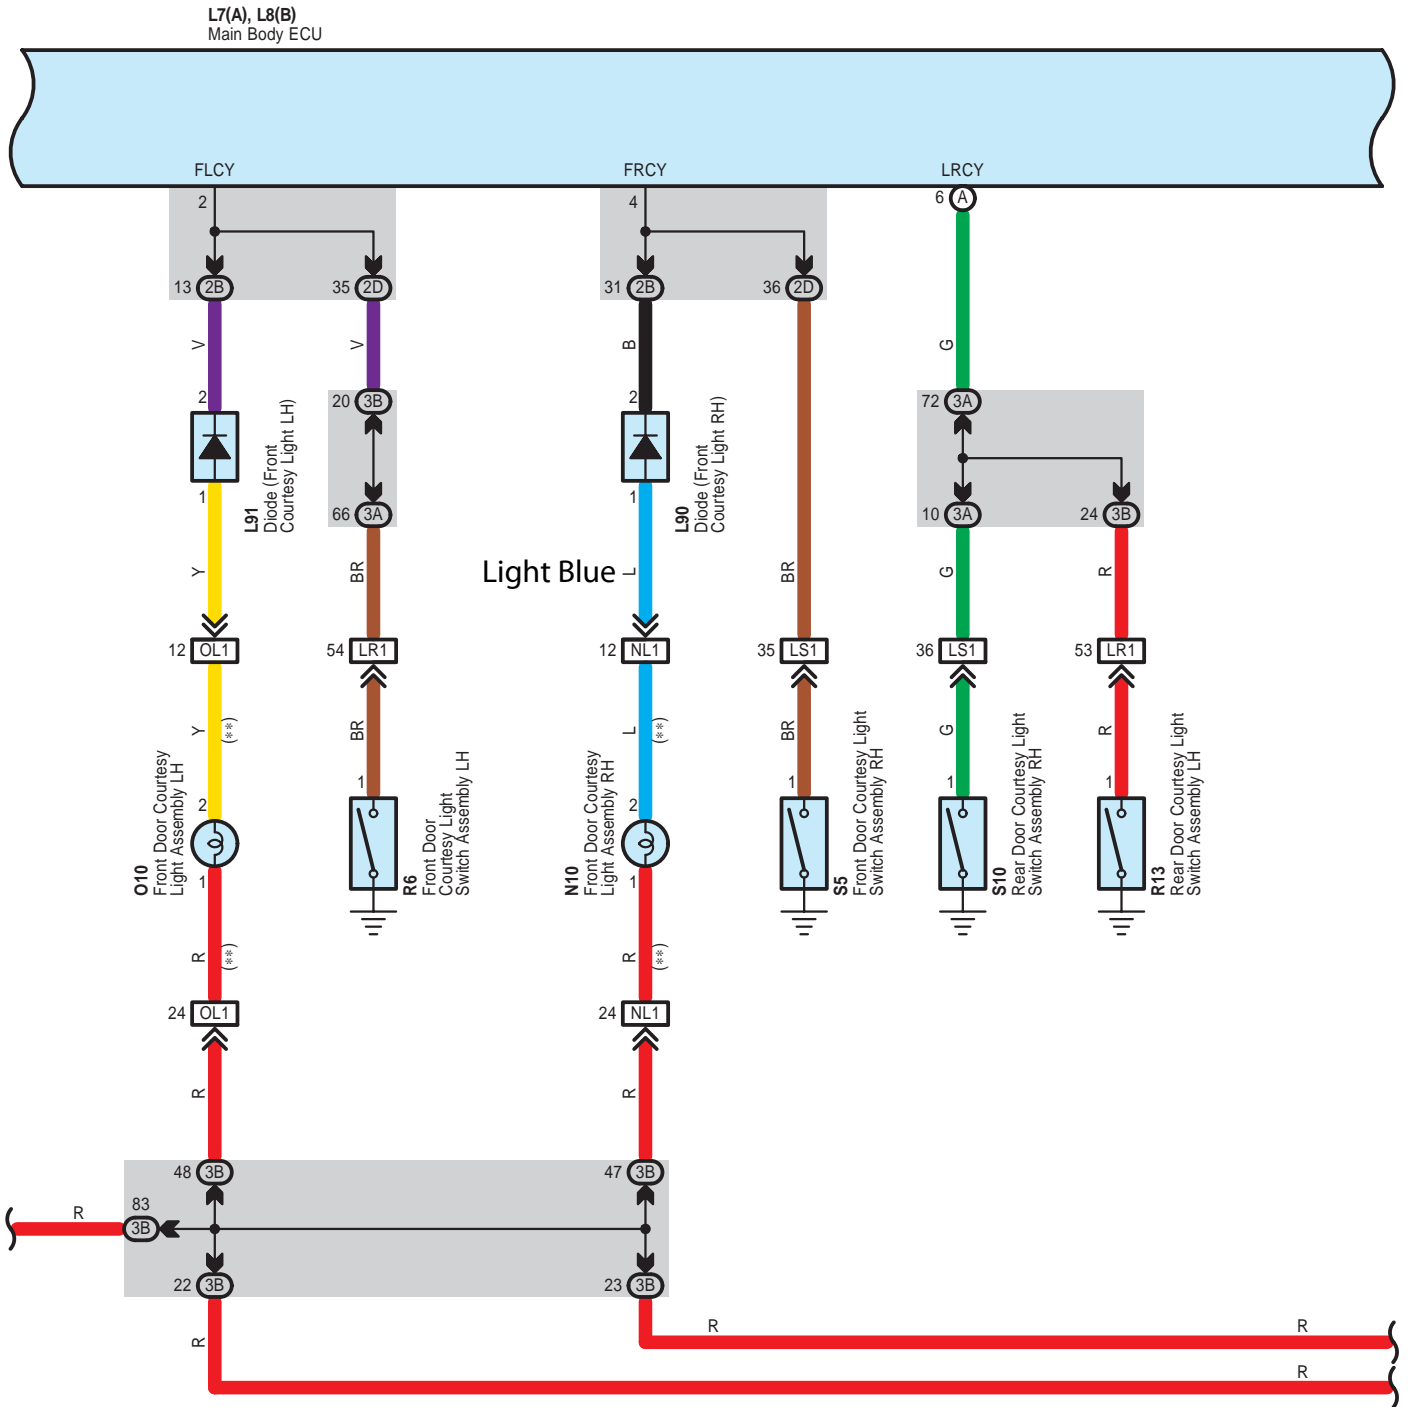 L7(A), L8(B)
Main Body ECU
FLCY
FRCY
LRCY
2
4
6 A
13 2B
35 2D
31 2B
36 2D
V
V
B
G
2
20 3B
2
72 3A
L91
Diode (Front
Courtesy Light LH)
L90
Diode (Front
Courtesy Light RH)
1
66 3A
1
10 3A
24 3B
Y
BR
Light Blue
L
BR
G
R
12 OL1
54 LR1
12 NL1
35 LS1
36 LS1
53 LR1
Y
(**)
BR
L
(**)
BR
G
R
2
1
2
1
1
1
O10
Front Door Courtesy
Light Assembly LH
R6
Front Door
Courtesy Light
Switch Assembly LH
N10
Front Door Courtesy
Light Assembly RH
S5
Front Door Courtesy Light
Switch Assembly RH
S10
Rear Door Courtesy Light
Switch Assembly RH
R13
Rear Door Courtesy Light
Switch Assembly LH
1
1
R
(**)
R
(**)
24 OL1
24 NL1
R
R
48 3B
47 3B
R
83
3B
22 3B
23 3B
R
R
R
R